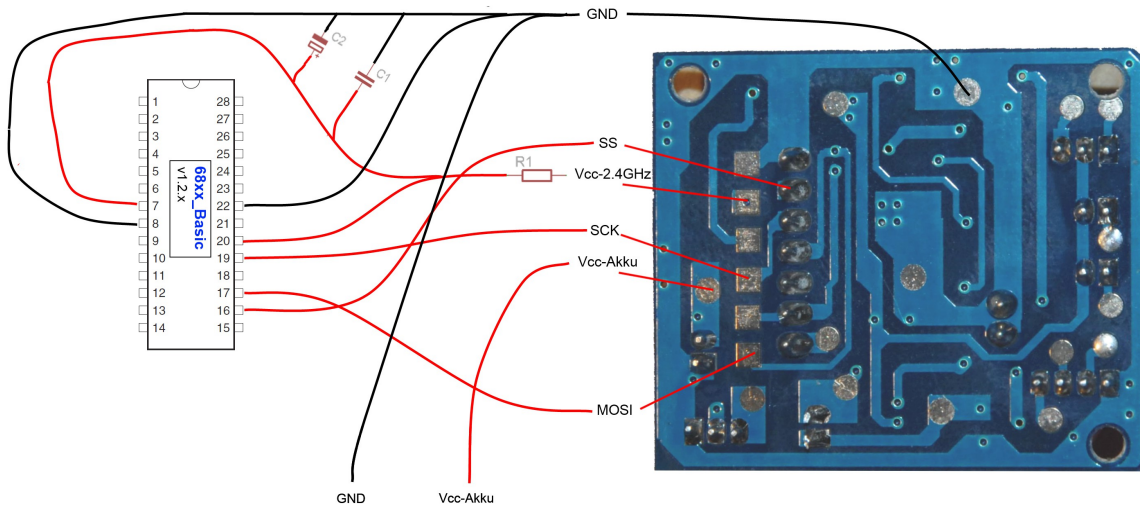 GND
C2
+
C1
SS
R1
Vcc-2.4GHz
SCK
Vcc-Akku
MOSI
GND
Vcc-Akku
68xx_Basic
v1.2.x
1
2
3
4
5
6
7
8
9
10
11
12
13
14
28
27
26
25
24
23
22
21
20
19
18
17
16
15